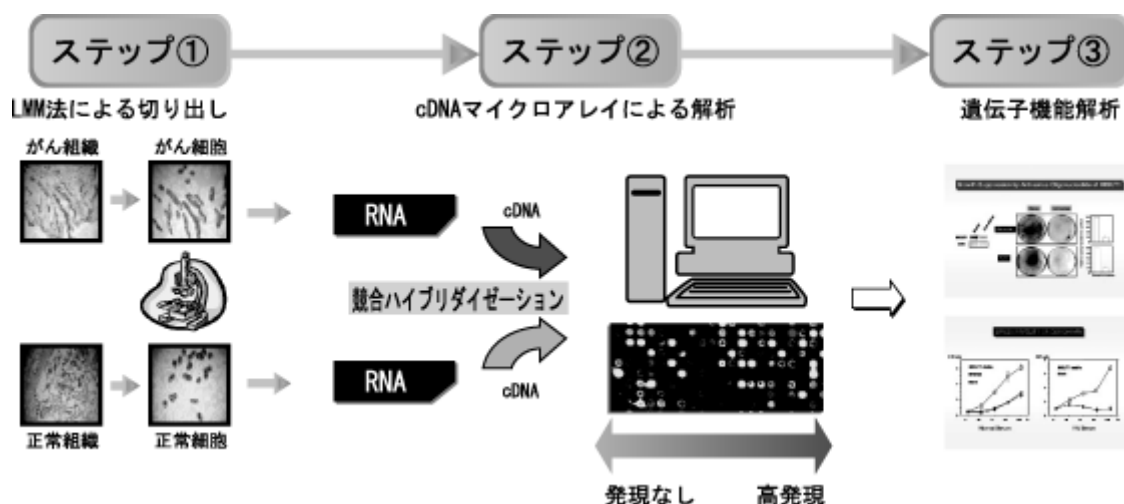 ステップ①
ステップ②
ステップ③
LMM法による切り出し
cDNAマイクロアレイによる解析
遺伝子機能解析
がん組織
がん細胞
RNA
cDNA
競合ハイブリダイゼーション
RNA
cDNA
正常組織
正常細胞
発現なし
高発現